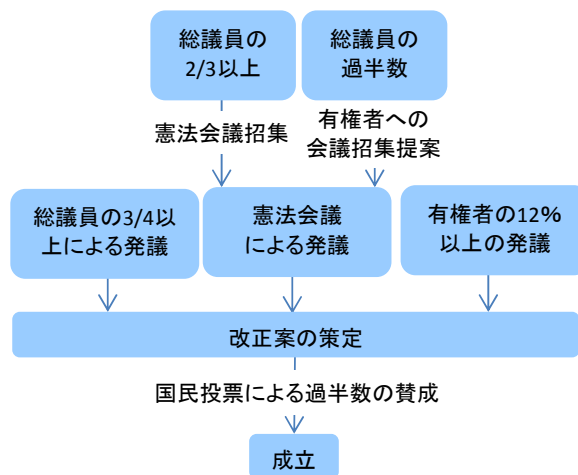 総議員の
2/3以上
総議員の
過半数
憲法会議招集
有権者への
会議招集提案
総議員の3/4以
上による発議
憲法会議
による発議
有権者の12%
以上の発議
改正案の策定
国民投票による過半数の賛成
成立